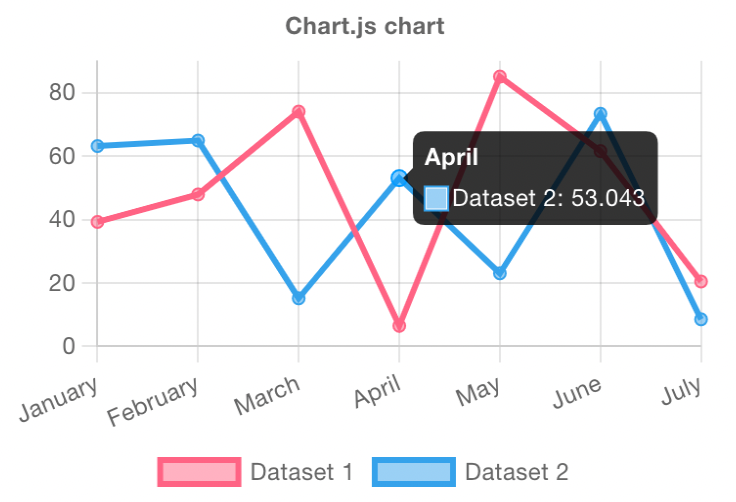 Chart.js chart
80
60
40
20
0
April
Dataset 2: 53.043
January February March April May June July
Dataset 1 Dataset 2